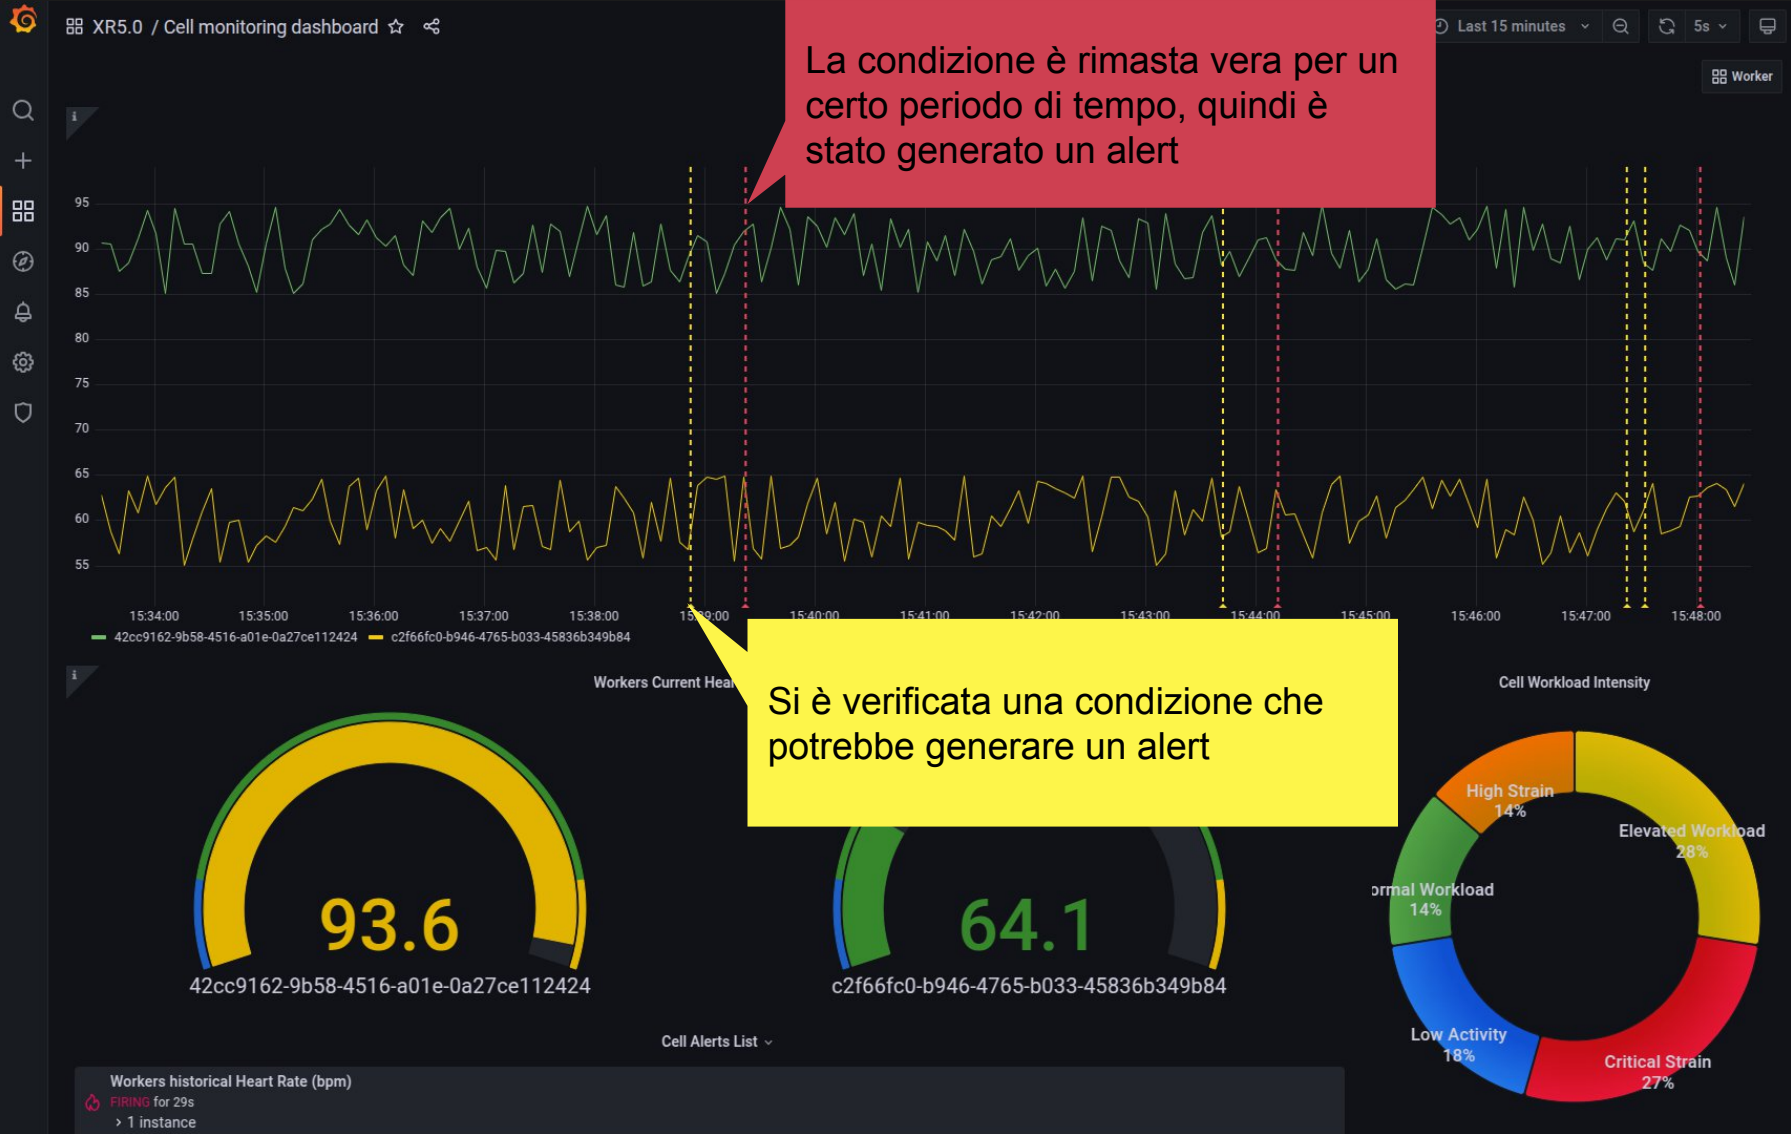 XR5.0 / Cell monitoring dashboard
Last 15 minutes
5s
Worker
La condizione è rimasta vera per un
certo periodo di tempo, quindi è
stato generato un alert
95
90
85
80
75
70
65
60
55
15:34:00 15:35:00 15:36:00 15:37:00 15:38:00 15:39:00 15:40:00 15:41:00 15:42:00 15:43:00 15:44:00 15:45:00 15:46:00 15:47:00 15:48:00
42cc9162-9b58-4516-a01e-0a27ce112424 c2f66fc0-b946-4765-b033-45836b349b84
Workers Current Hear
Si è verificata una condizione che
potrebbe generare un alert
93.6
42cc9162-9b58-4516-a01e-0a27ce112424
64.1
c2f66fc0-b946-4765-b033-45836b349b84
Cell Workload Intensity
High Strain
14%
Elevated Workload
28%
ormal Workload
14%
Low Activity
18%
Critical Strain
27%
Cell Alerts List
Workers historical Heart Rate (bpm)
FIRING for 29s
> 1 instance